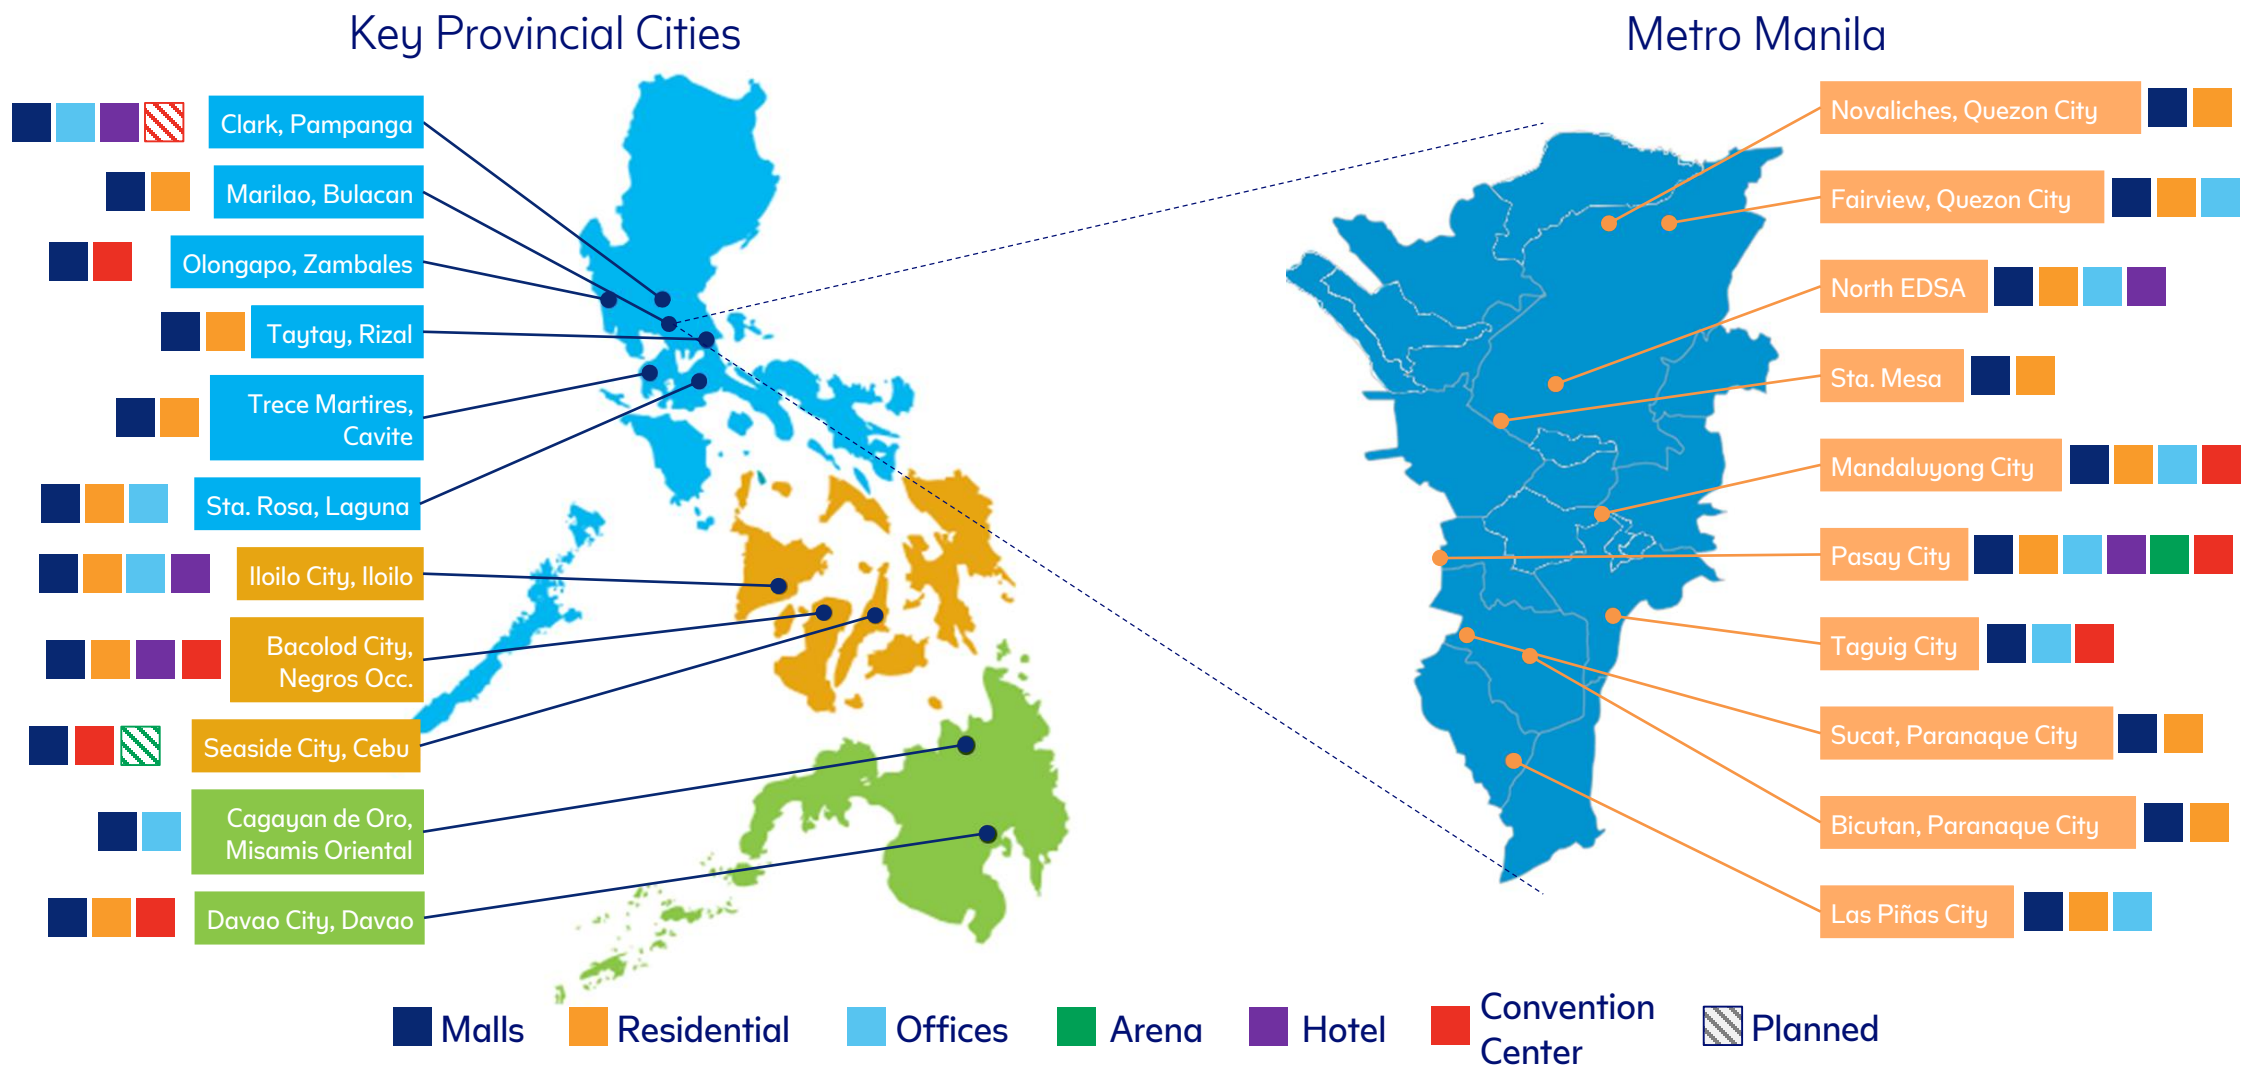 Key Provincial Cities
Metro Manila
Clark, Pampanga
Marilao, Bulacan
Olongapo, Zambales
Taytay, Rizal
Trece Martires,
Cavite
Sta. Rosa, Laguna
Iloilo City, Iloilo
Bacolod City,
Negros Occ.
Seaside City, Cebu
Cagayan de Oro,
Misamis Oriental
Davao City, Davao
Novaliches, Quezon City
Fairview, Quezon City
North EDSA
Sta. Mesa
Mandaluyong City
Pasay City
Taguig City
Sucat, Paranaque City
Bicutan, Paranaque City
Las Piñas City
Malls
Residential
Offices
Arena
Hotel
Convention
Center
Planned